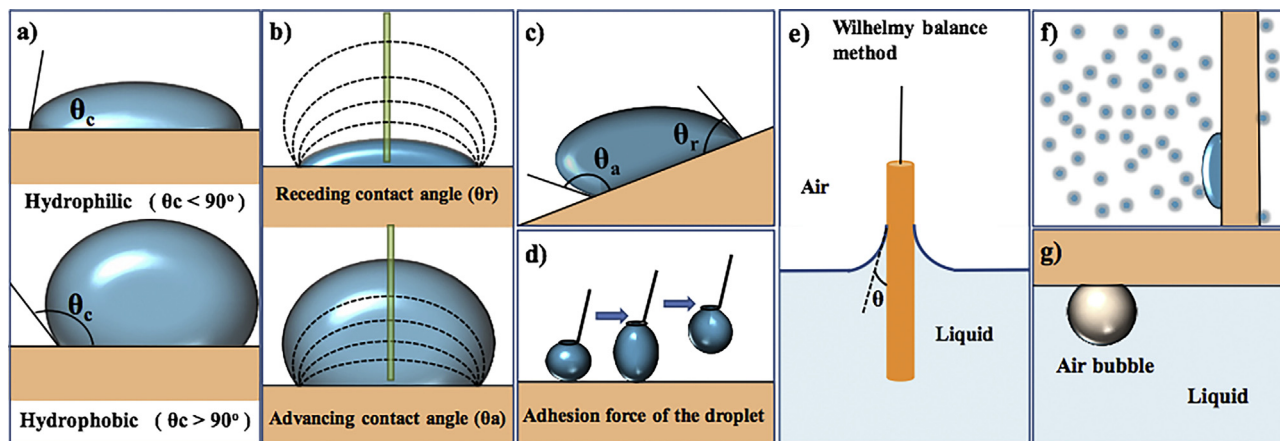 a)
θc
Hydrophilic ( θc < 90° )
θc
Hydrophobic ( θc > 90° )
b)
Receding contact angle (θr)
Advancing contact angle (θa)
c)
θa
θr
d)
Adhesion force of the droplet
e)
Wilhelmy balance
method
Air
θ
Liquid
f)
g)
Air bubble
Liquid